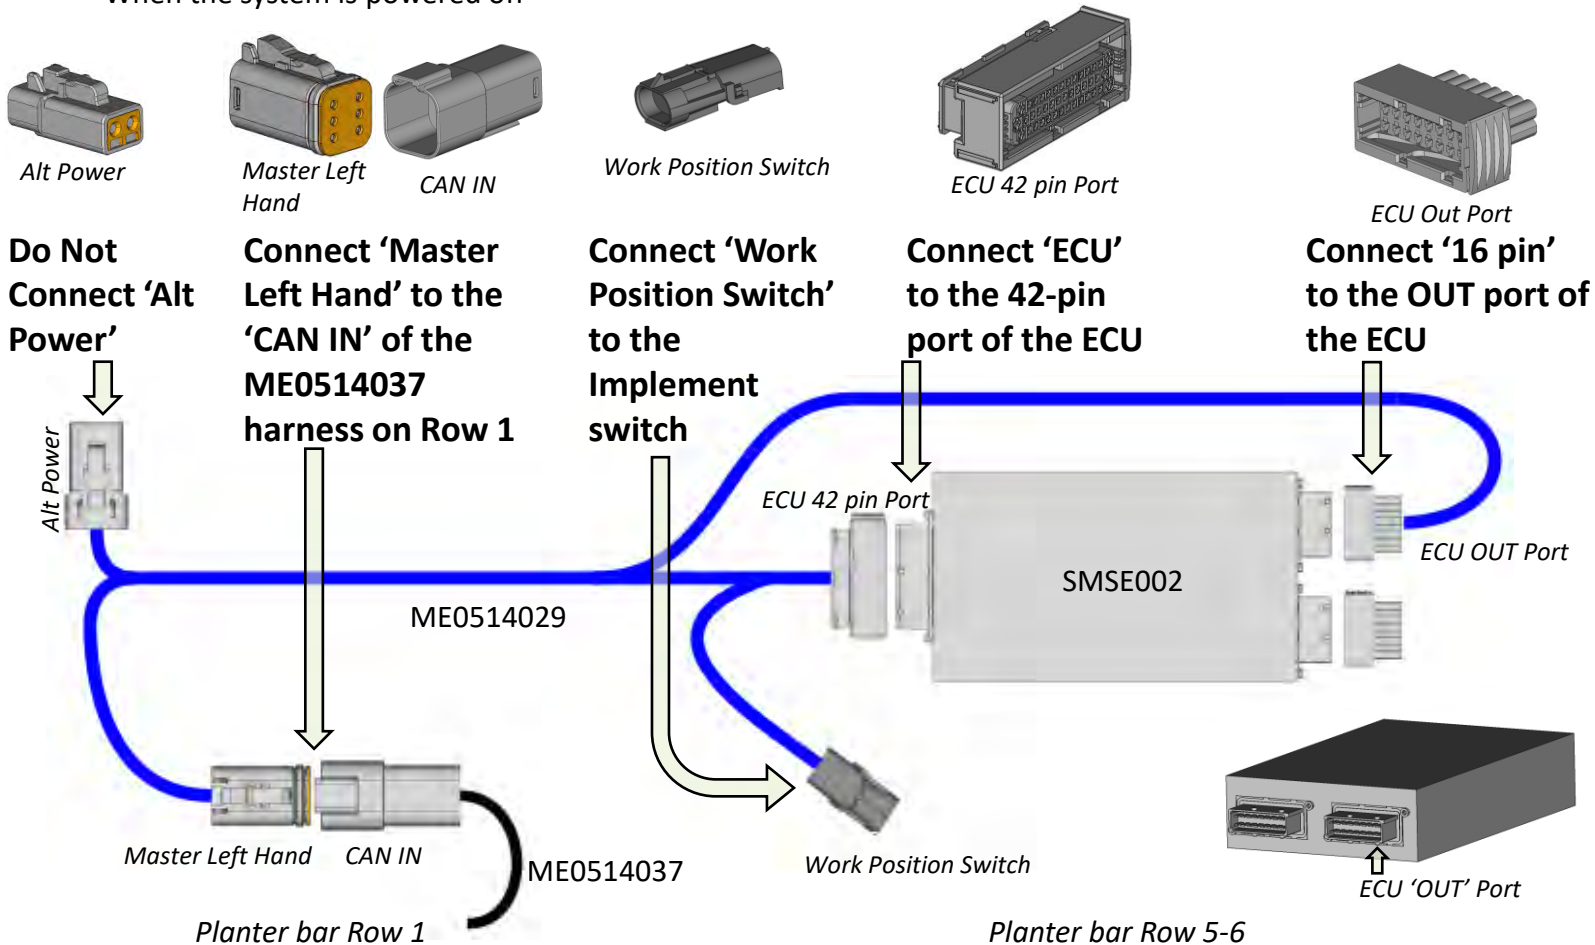 When the system is powered on
Alt Power
Master Left
Hand
CAN IN
Work Position Switch
ECU 42 pin Port
ECU Out Port
Do Not
Connect ‘Alt
Power’
Connect ‘Master
Left Hand’ to the
‘CAN IN’ of the
ME0514037
harness on Row 1
Connect ‘Work
Position Switch’
to the
Implement
switch
Connect ‘ECU’
to the 42-pin
port of the ECU
Connect ‘16 pin’
to the OUT port of
the ECU
Alt Power
ECU 42 pin Port
ECU OUT Port
SMSE002
ME0514029
Master Left Hand
CAN IN
ME0514037
Work Position Switch
ECU ‘OUT’ Port
Planter bar Row 1
Planter bar Row 5-6